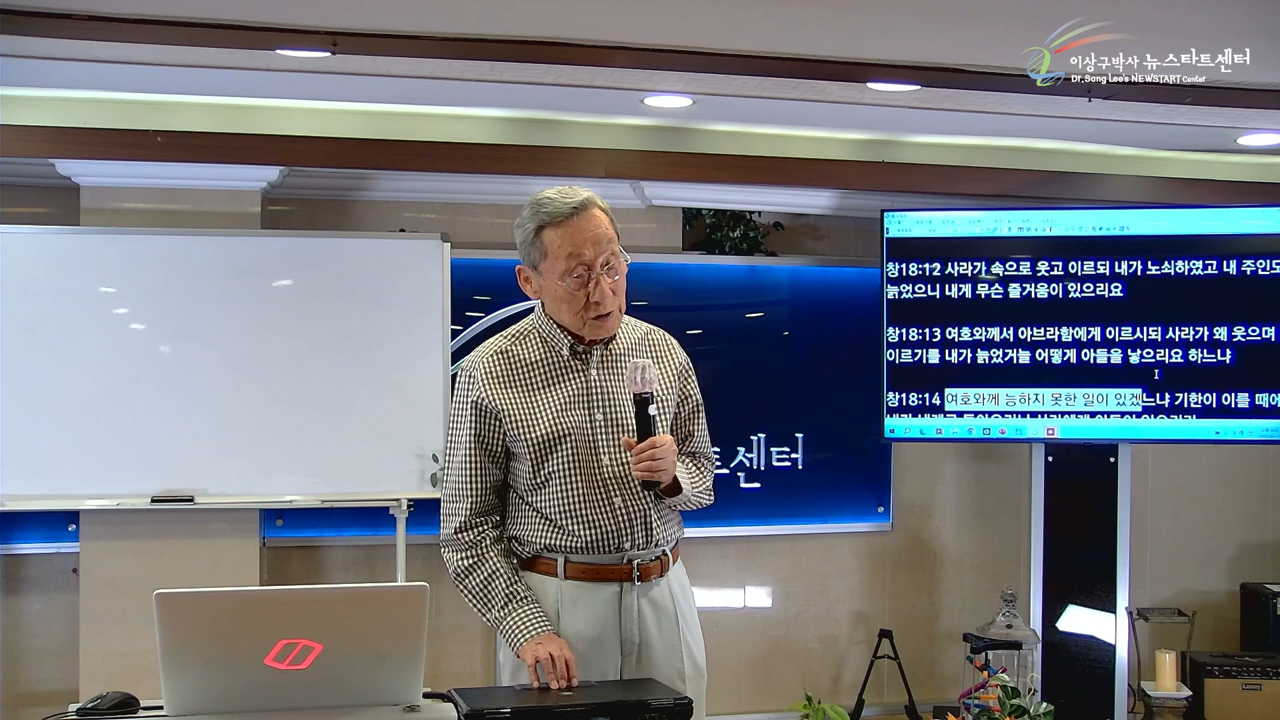 이상구박사 뉴스타트센터
Dr. Sang Lee's NEWSTART Center
창18:12 사라가 속으로 웃고 이르되 내가 노쇠하였고 내 주인도
늙었으니 내게 무슨 즐거움이 있으리요
창18:13 여호와께서 아브라함에게 이르시되 사라가 왜 웃으며
이르기를 내가 늙었거늘 어떻게 아들을 낳으리요 하느냐
창18:14 여호와께 능하지 못한 일이 있겠느냐 기한이 이를 때에
트센터
Laney